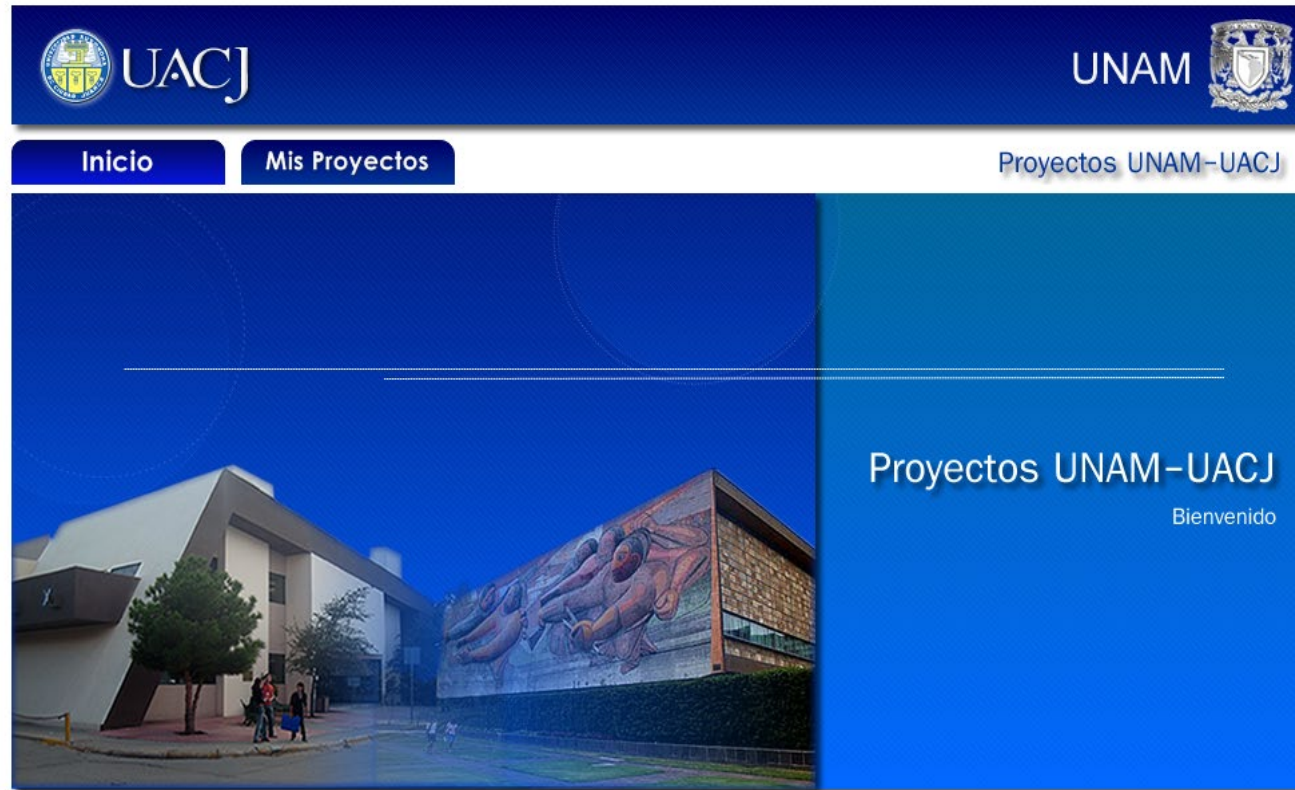 UACJ
UNAM
Inicio
Mis Proyectos
Proyectos UNAM-UACJ
Proyectos UNAM-UACJ
Bienvenido